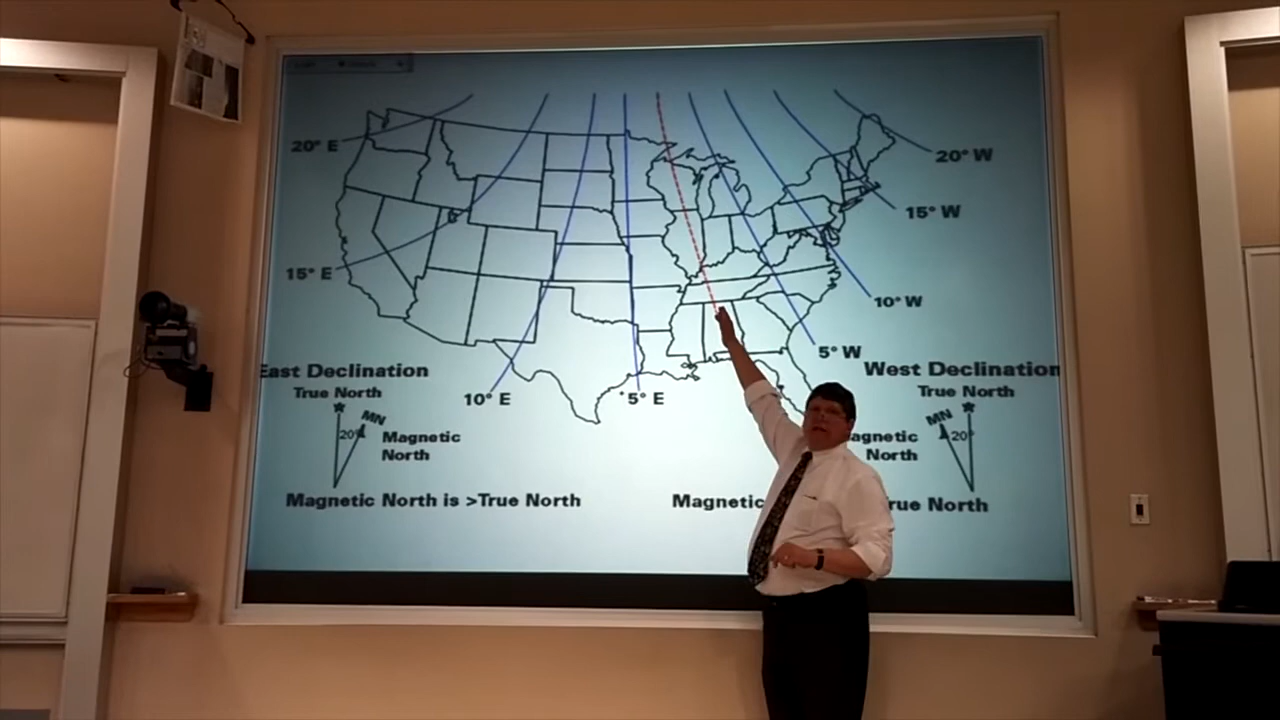 20° E
20° W
15° W
15° E
10° W
5° W
10° E
5° E
East Declination
True North
MN
20°
Magnetic
North
Magnetic North is >True North
West Declination
True North
MN
20°
agnetic
North
Magnetic
rue North